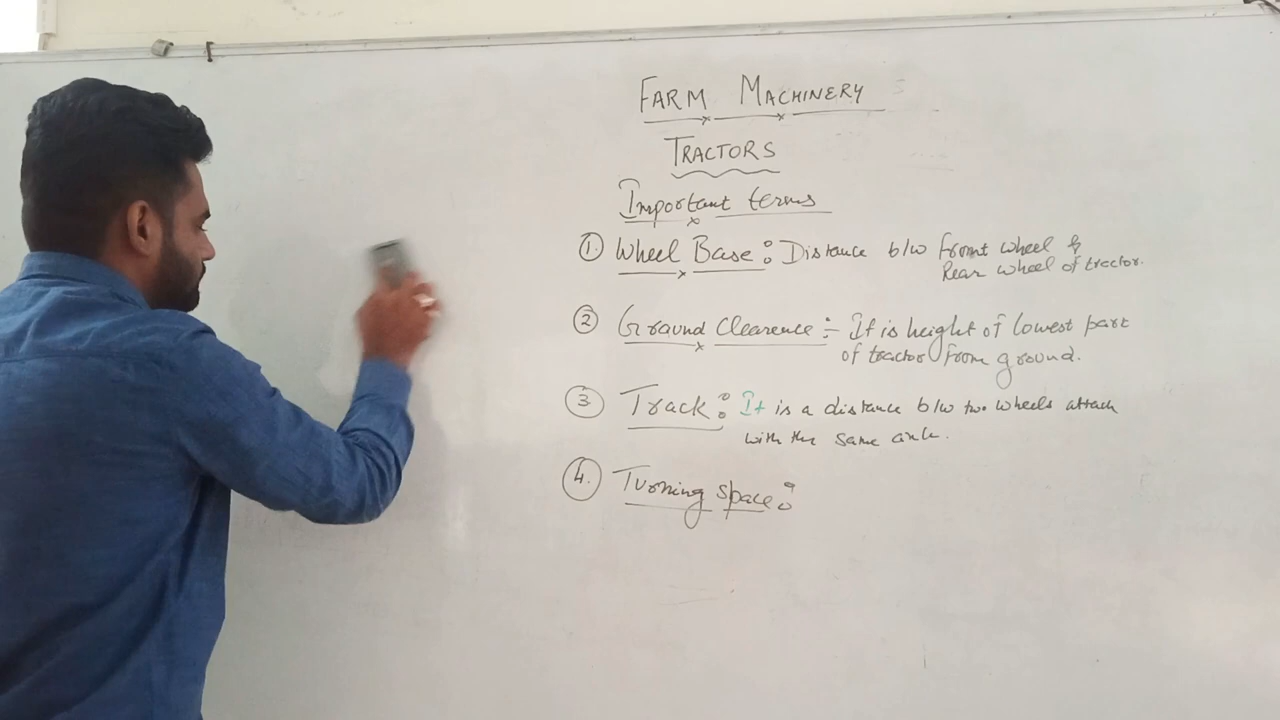 FARM MACHINERY
TRACTORS
Important terms
① Wheel Base: Distance b/w front wheel &
Rear wheel of tractor.
② Ground Clearence :- It is height of lowest part
of tractor from ground.
③ Track: It is a distance b/w two wheels attach
with the same axle.
④. Turning space: